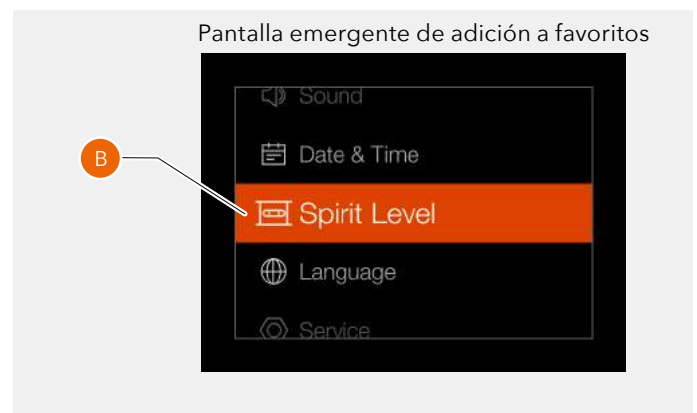 Pantalla emergente de adición a favoritos
Sound
Date & Time
B
Spirit Level
Language
Service